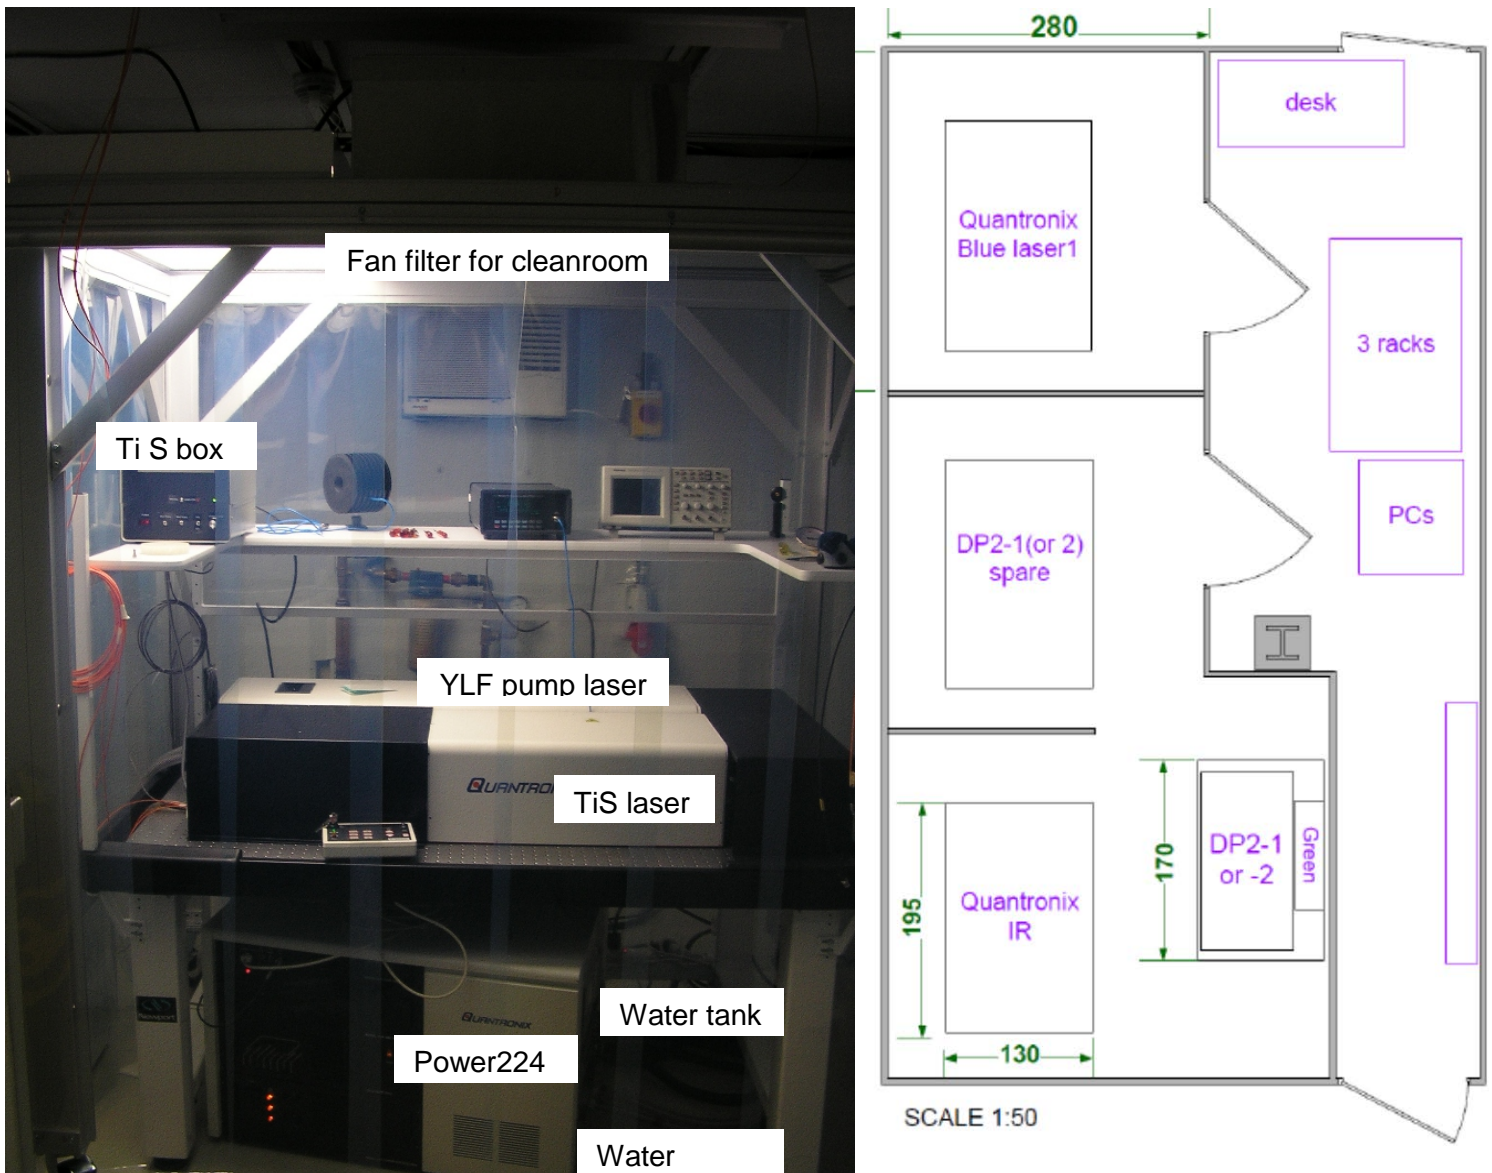 Fan filter for cleanroom
Ti S box
YLF pump laser
QUANTRO
TiS laser
Newport
QUANTRONIX
Water tank
Power224
Water
280
desk
Quantronix
Blue laser1
3 racks
PCs
DP2-1(or 2)
spare
DP2-1
or -2
Green
170
195
Quantronix
IR
130
SCALE 1:50